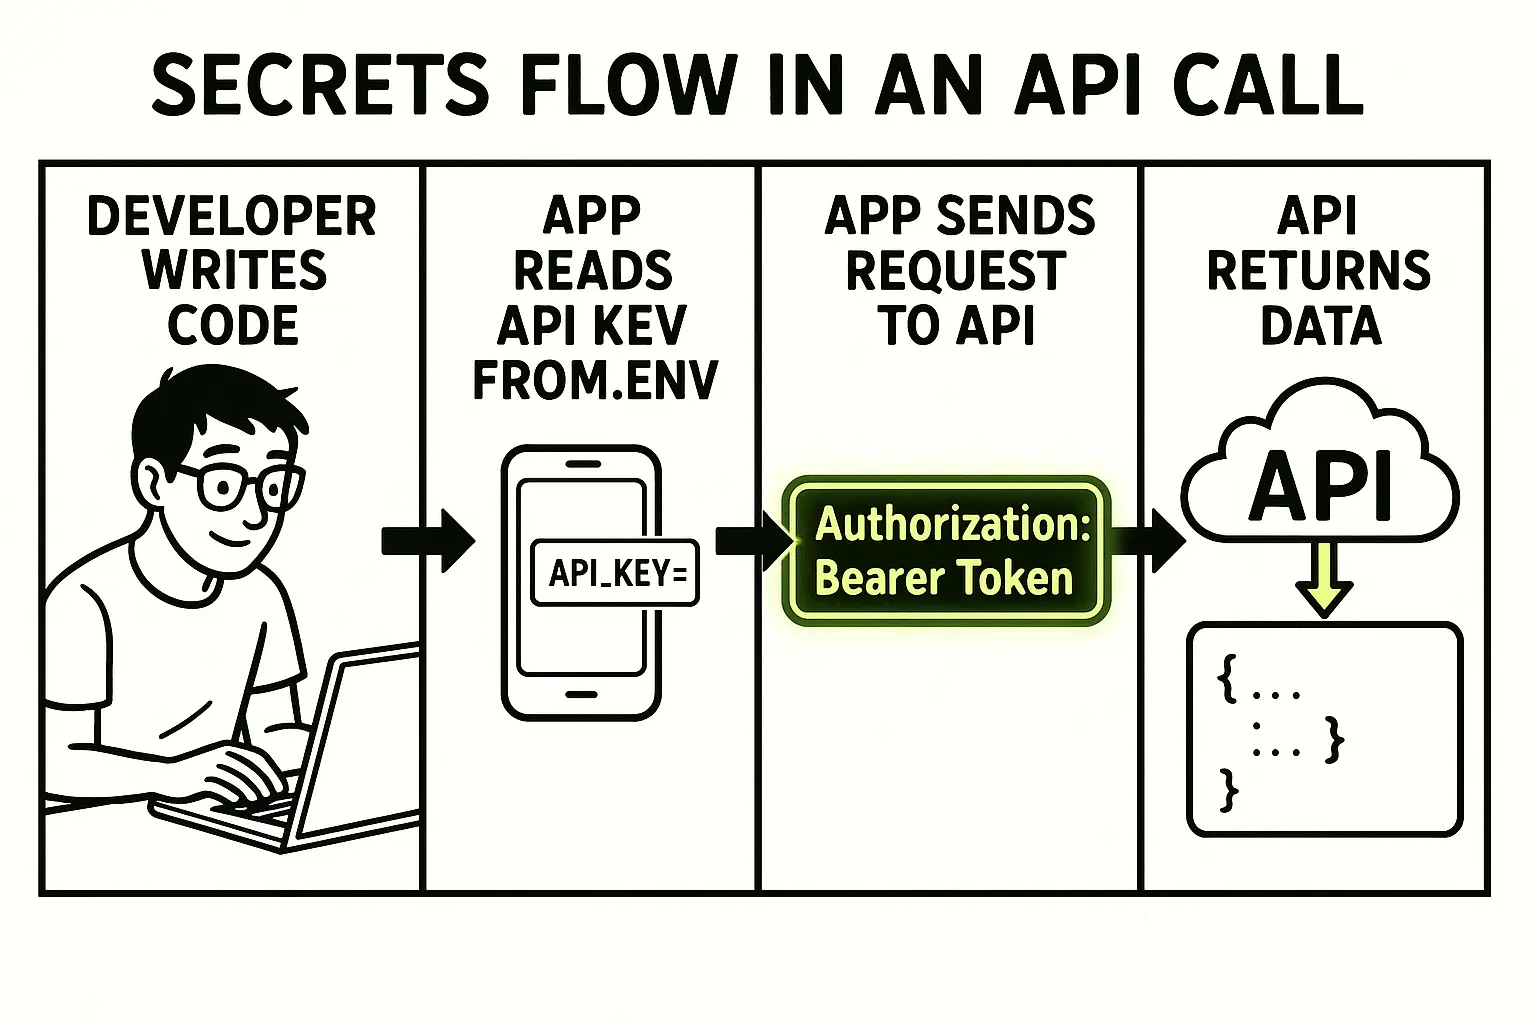 SECRETS FLOW IN AN API CALL
DEVELOPER
WRITES
CODE
APP
READS
API KEV
FROM.ENV
API_KEY=
APP SENDS
REQUEST
TO API
Authorization:
Bearer Token
API
RETURNS
DATA
API
{ ...
.
... }
}